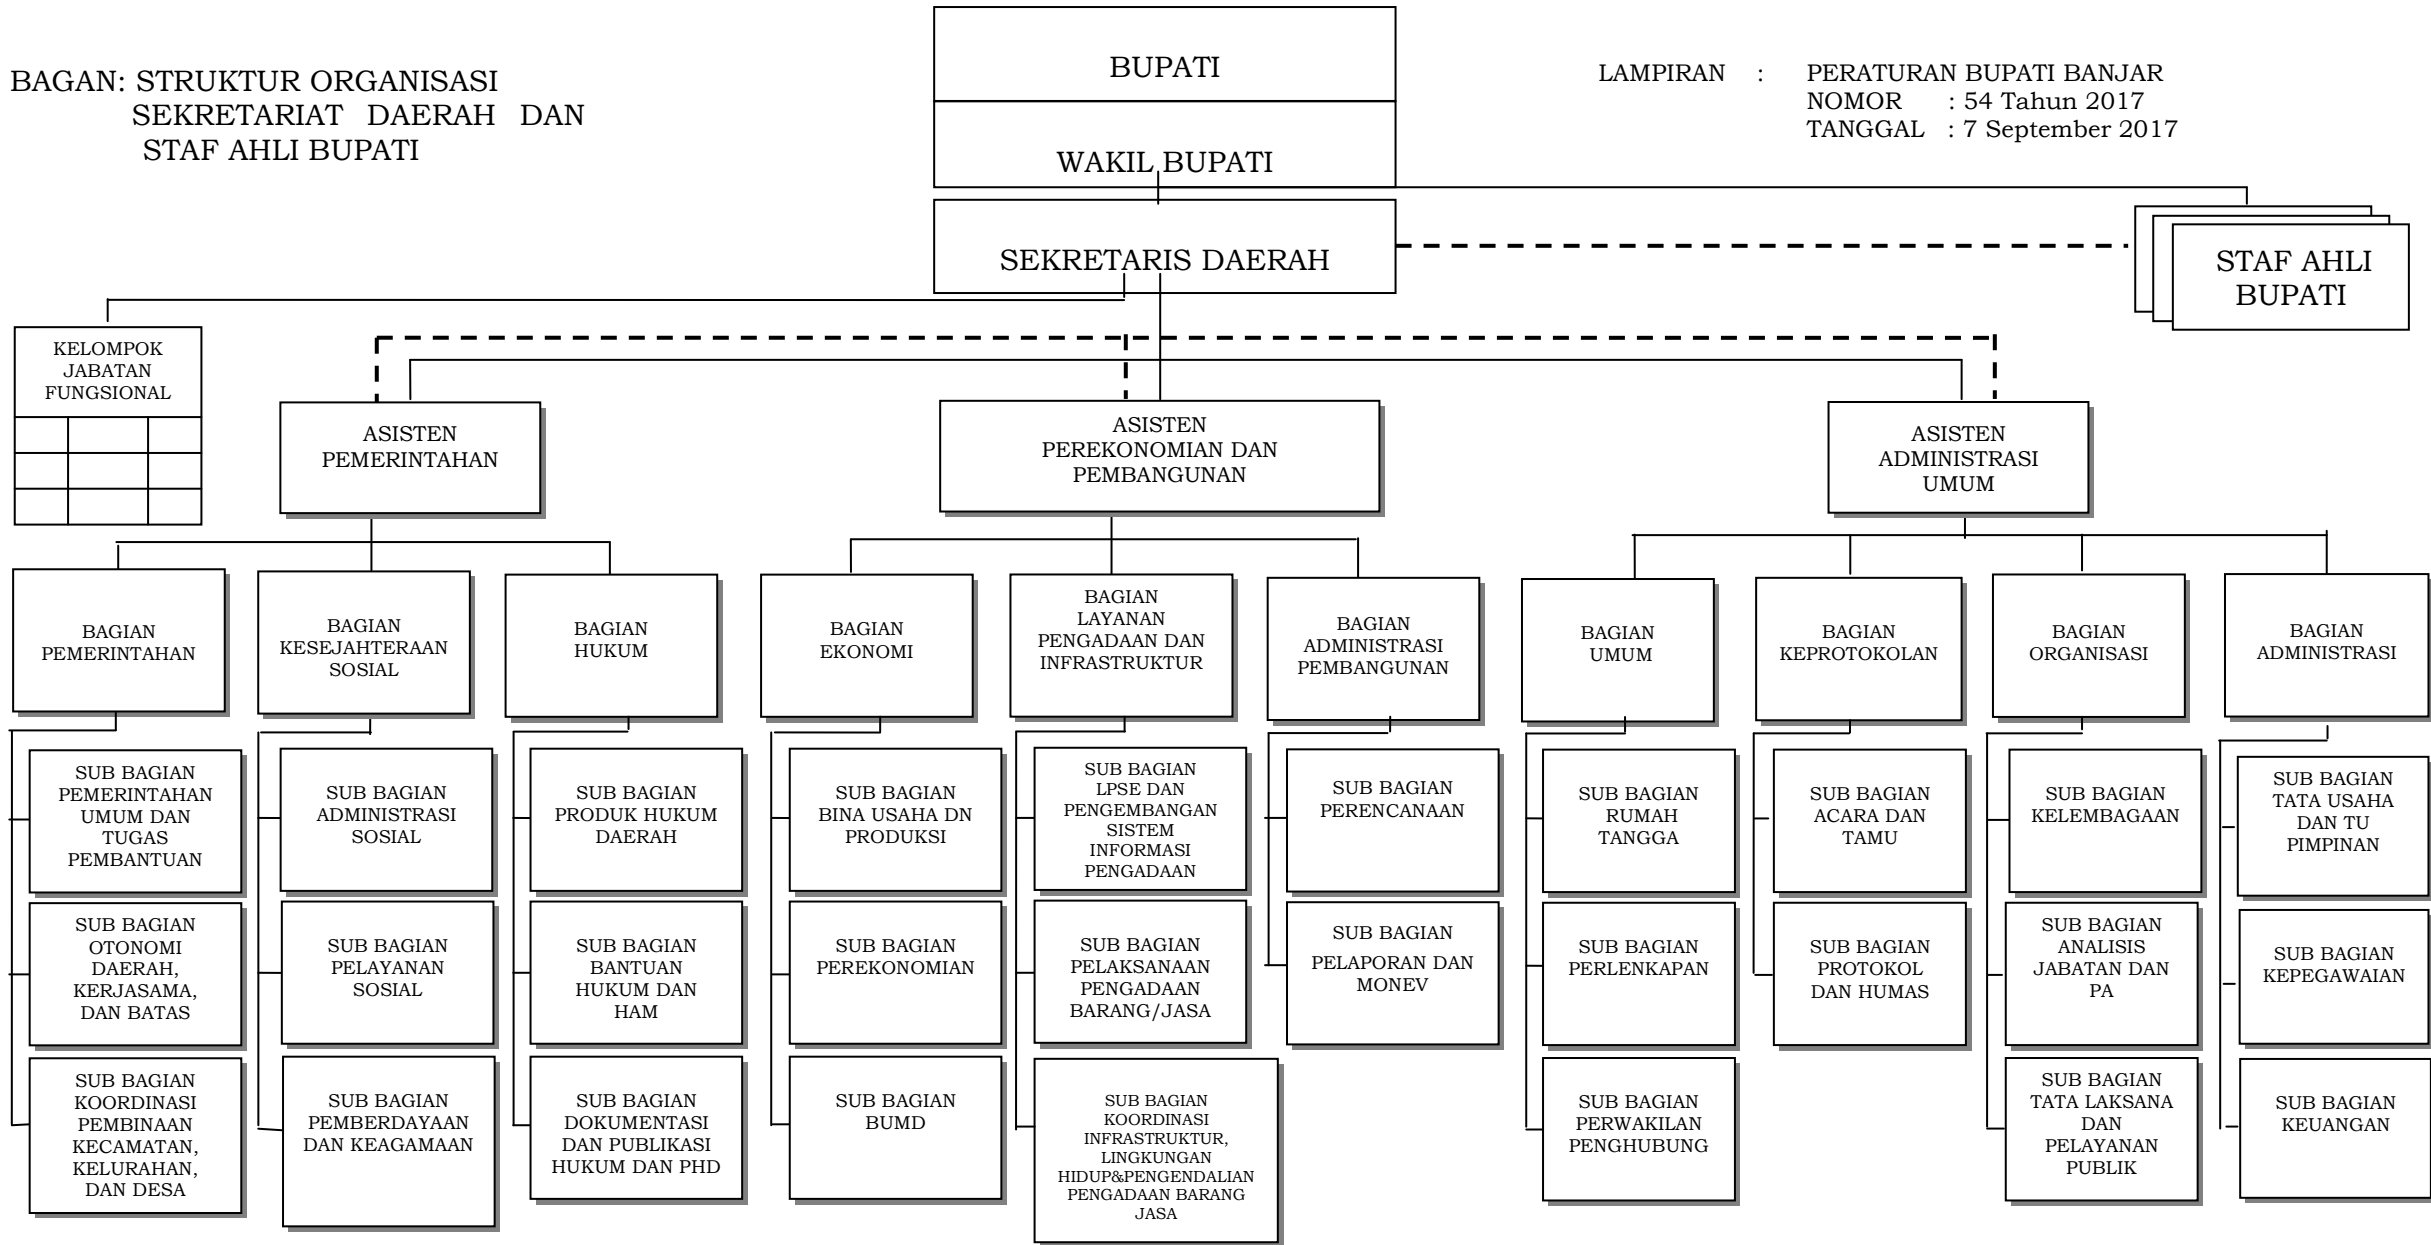 BAGAN: STRUKTUR ORGANISASI
SEKRETARIAT DAERAH DAN
STAF AHLI BUPATI
BUPATI
WAKIL BUPATI
LAMPIRAN : PERATURAN BUPATI BANJAR
NOMOR : 54 Tahun 2017
TANGGAL : 7 September 2017
SEKRETARIS DAERAH
STAF AHLI
BUPATI
KELOMPOK
JABATAN
FUNGSIONAL
ASISTEN
PEMERINTAHAN
ASISTEN
PEREKONOMIAN DAN
PEMBANGUNAN
ASISTEN
ADMINISTRASI
UMUM
BAGIAN
PEMERINTAHAN
BAGIAN
KESEJAHTERAAN
SOSIAL
BAGIAN
HUKUM
BAGIAN
EKONOMI
BAGIAN
LAYANAN
PENGADAAN DAN
INFRASTRUKTUR
BAGIAN
ADMINISTRASI
PEMBANGUNAN
BAGIAN
UMUM
BAGIAN
KEPROTOKOLAN
BAGIAN
ORGANISASI
BAGIAN
ADMINISTRASI
SUB BAGIAN
PEMERINTAHAN
UMUM DAN
TUGAS
PEMBANTUAN
SUB BAGIAN
ADMINISTRASI
SOSIAL
SUB BAGIAN
PRODUK HUKUM
DAERAH
SUB BAGIAN
BINA USAHA DN
PRODUKSI
SUB BAGIAN
LPSE DAN
PENGEMBANGAN
SISTEM
INFORMASI
PENGADAAN
SUB BAGIAN
PERENCANAAN
SUB BAGIAN
RUMAH
TANGGA
SUB BAGIAN
ACARA DAN
TAMU
SUB BAGIAN
KELEMBAGAAN
SUB BAGIAN
TATA USAHA
DAN TU
PIMPINAN
SUB BAGIAN
OTONOMI
DAERAH,
KERJASAMA,
DAN BATAS
SUB BAGIAN
PELAYANAN
SOSIAL
SUB BAGIAN
BANTUAN
HUKUM DAN
HAM
SUB BAGIAN
PEREKONOMIAN
SUB BAGIAN
PELAKSANAAN
PENGADAAN
BARANG/JASA
SUB BAGIAN
PELAPORAN DAN
MONEV
SUB BAGIAN
PERLENKAPAN
SUB BAGIAN
PROTOKOL
DAN HUMAS
SUB BAGIAN
ANALISIS
JABATAN DAN
PA
SUB BAGIAN
KEPEGAWAIAN
SUB BAGIAN
KOORDINASI
PEMBINAAN
KECAMATAN,
KELURAHAN,
DAN DESA
SUB BAGIAN
PEMBERDAYAAN
DAN KEAGAMAAN
SUB BAGIAN
DOKUMENTASI
DAN PUBLIKASI
HUKUM DAN PHD
SUB BAGIAN
BUMD
SUB BAGIAN
KOORDINASI
INFRASTRUKTUR,
LINGKUNGAN
HIDUP&PENGENDALIAN
PENGADAAN BARANG
JASA
SUB BAGIAN
PERWAKILAN
PENGHUBUNG
SUB BAGIAN
TATA LAKSANA
DAN
PELAYANAN
PUBLIK
SUB BAGIAN
KEUANGAN